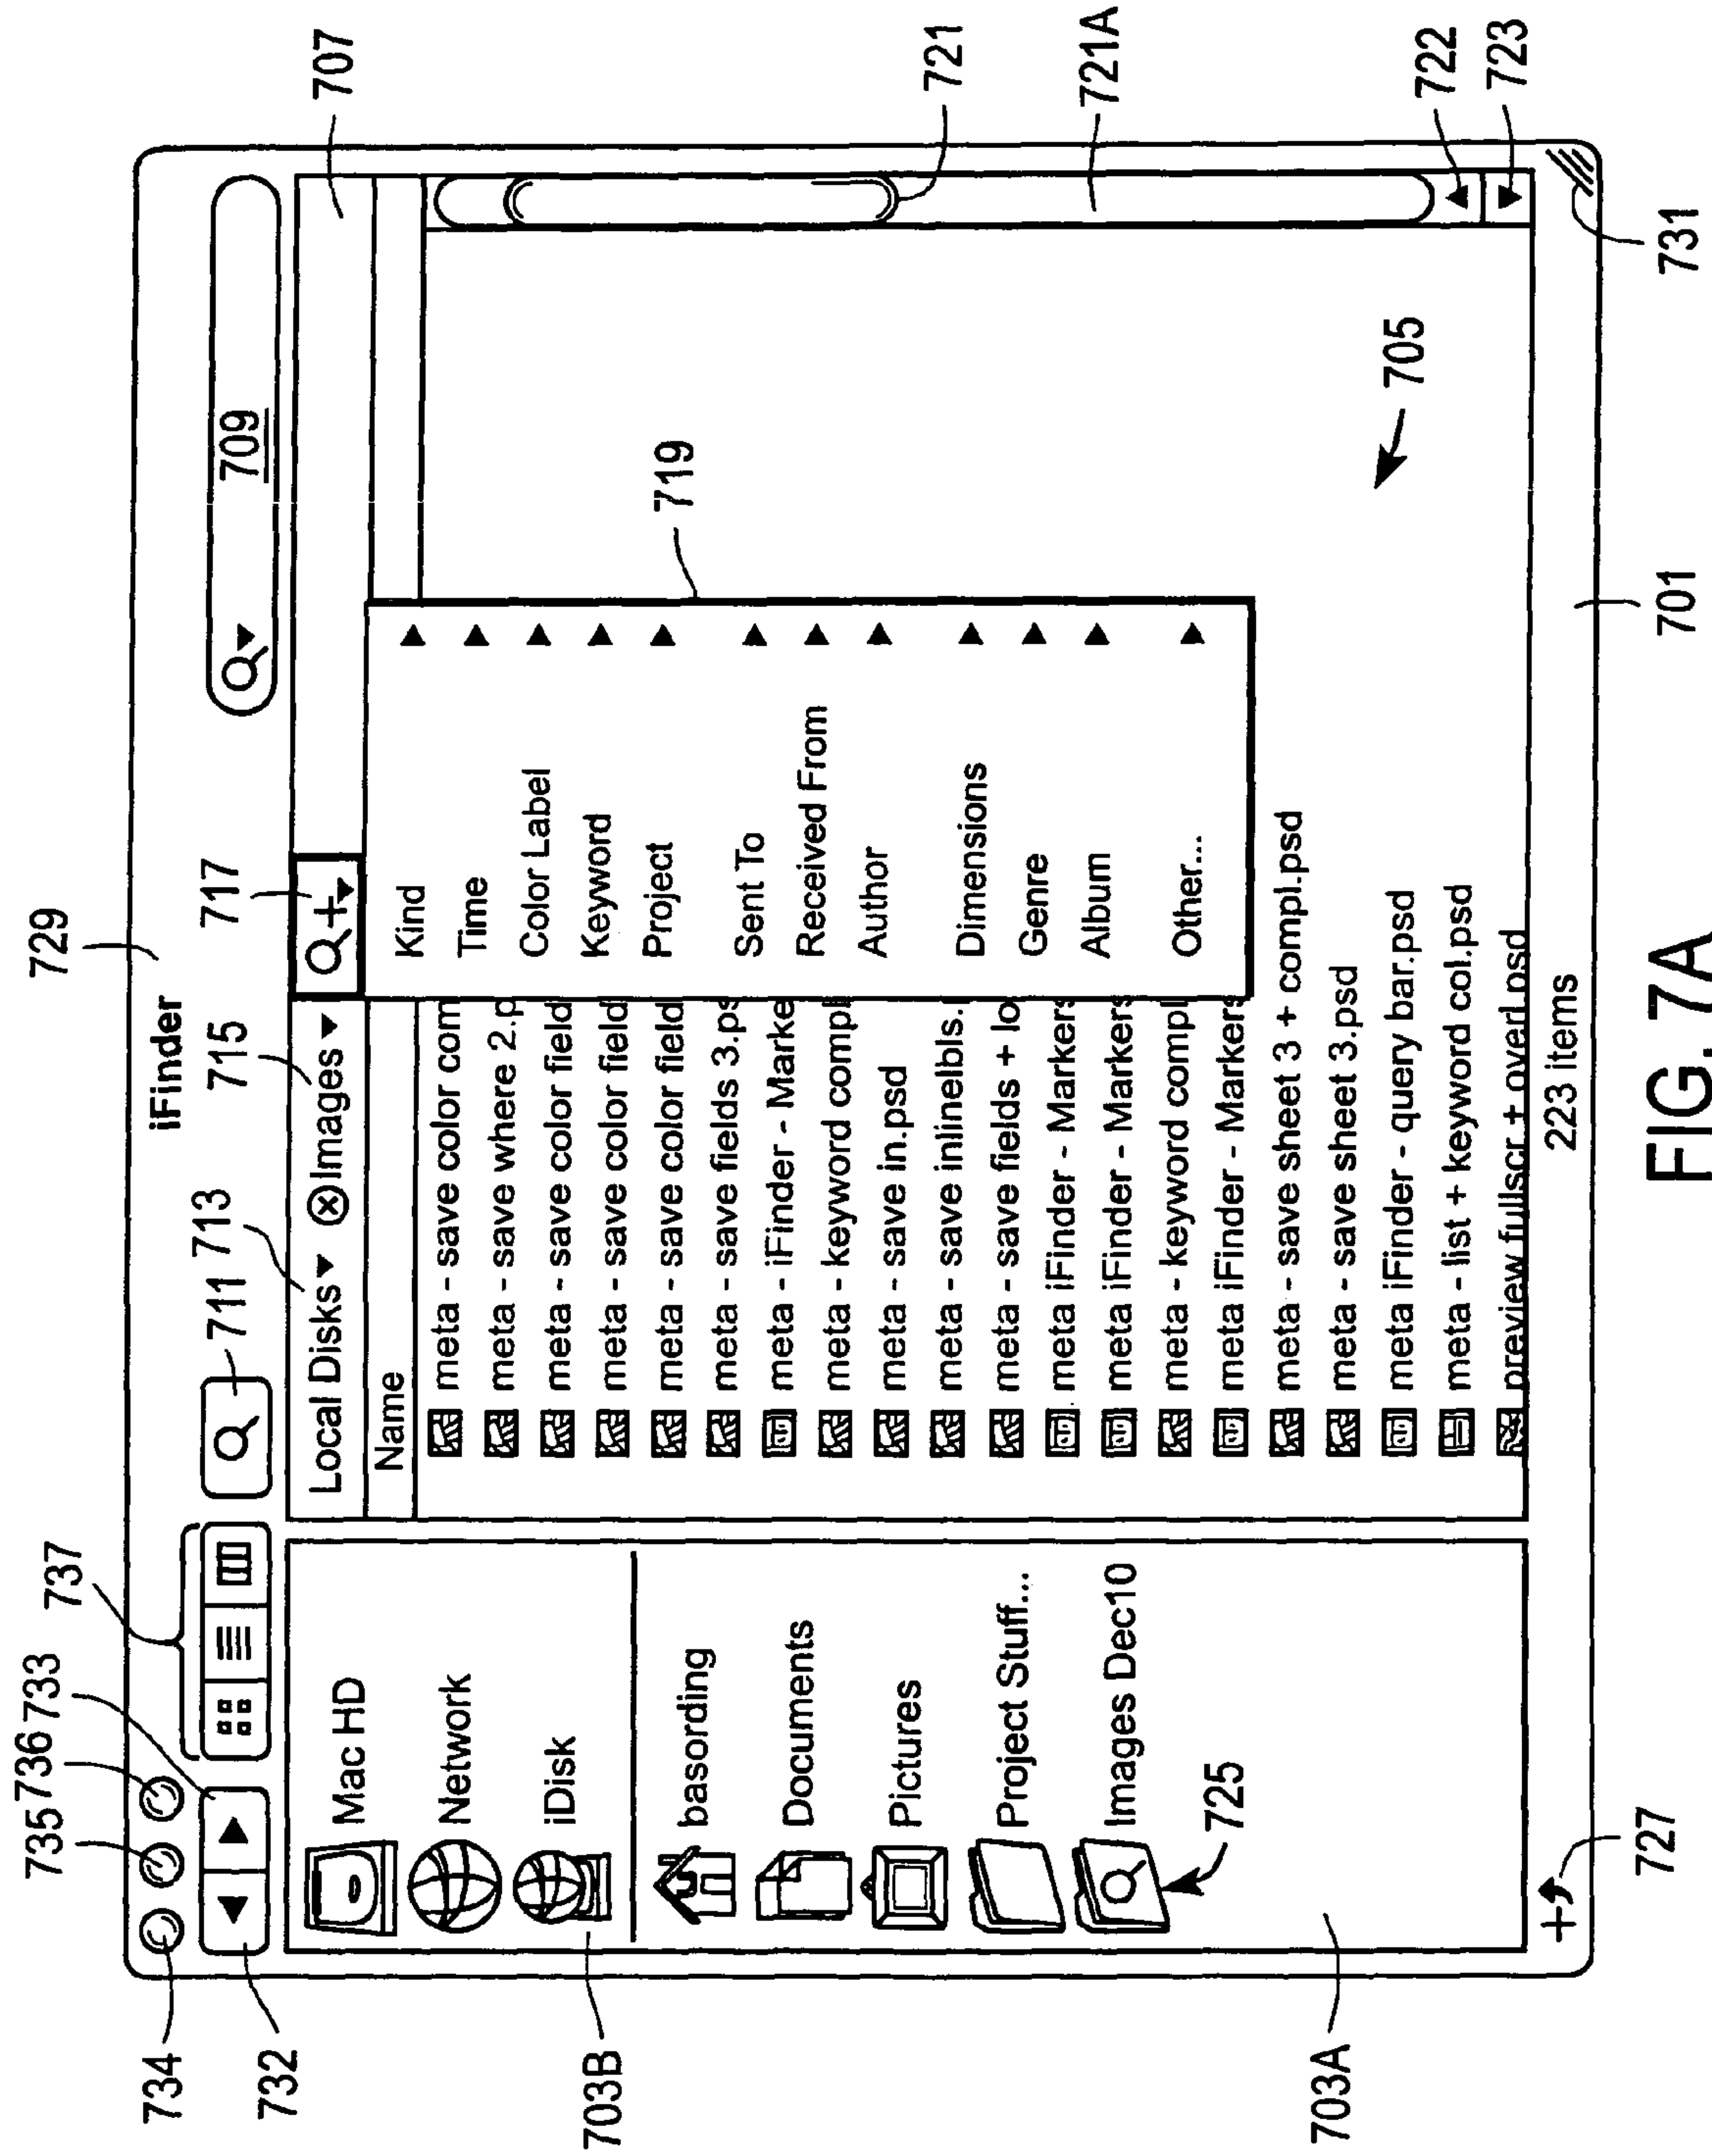 729
iFinder
735 736 733
737
711 713
715
717
709
707
734
732
Local Disks
Images
Name
Mac HD
Network
iDisk
basording
Documents
Pictures
Project Stuff...
Images Dec10
725
703B
703A
727
meta - save color com
meta - save where 2.p
meta - save color field
meta - save color field
meta - save color field
meta - save fields 3.ps
meta - iFinder - Marke
meta - keyword compl
meta - save in.psd
meta - save inlinelbls.
meta - save fields + lo
meta iFinder - Markers
meta iFinder - Markers
meta - keyword compl
meta iFinder - Markers
meta - save sheet 3 + compl.psd
meta - save sheet 3.psd
meta iFinder - query bar.psd
meta - list + keyword col.psd
preview fullscr + overl.psd
Kind
Time
Color Label
Keyword
Project
Sent To
Received From
Author
Dimensions
Genre
Album
Other...
719
705
721
721A
722
723
731
701
223 items
FIG. 7A